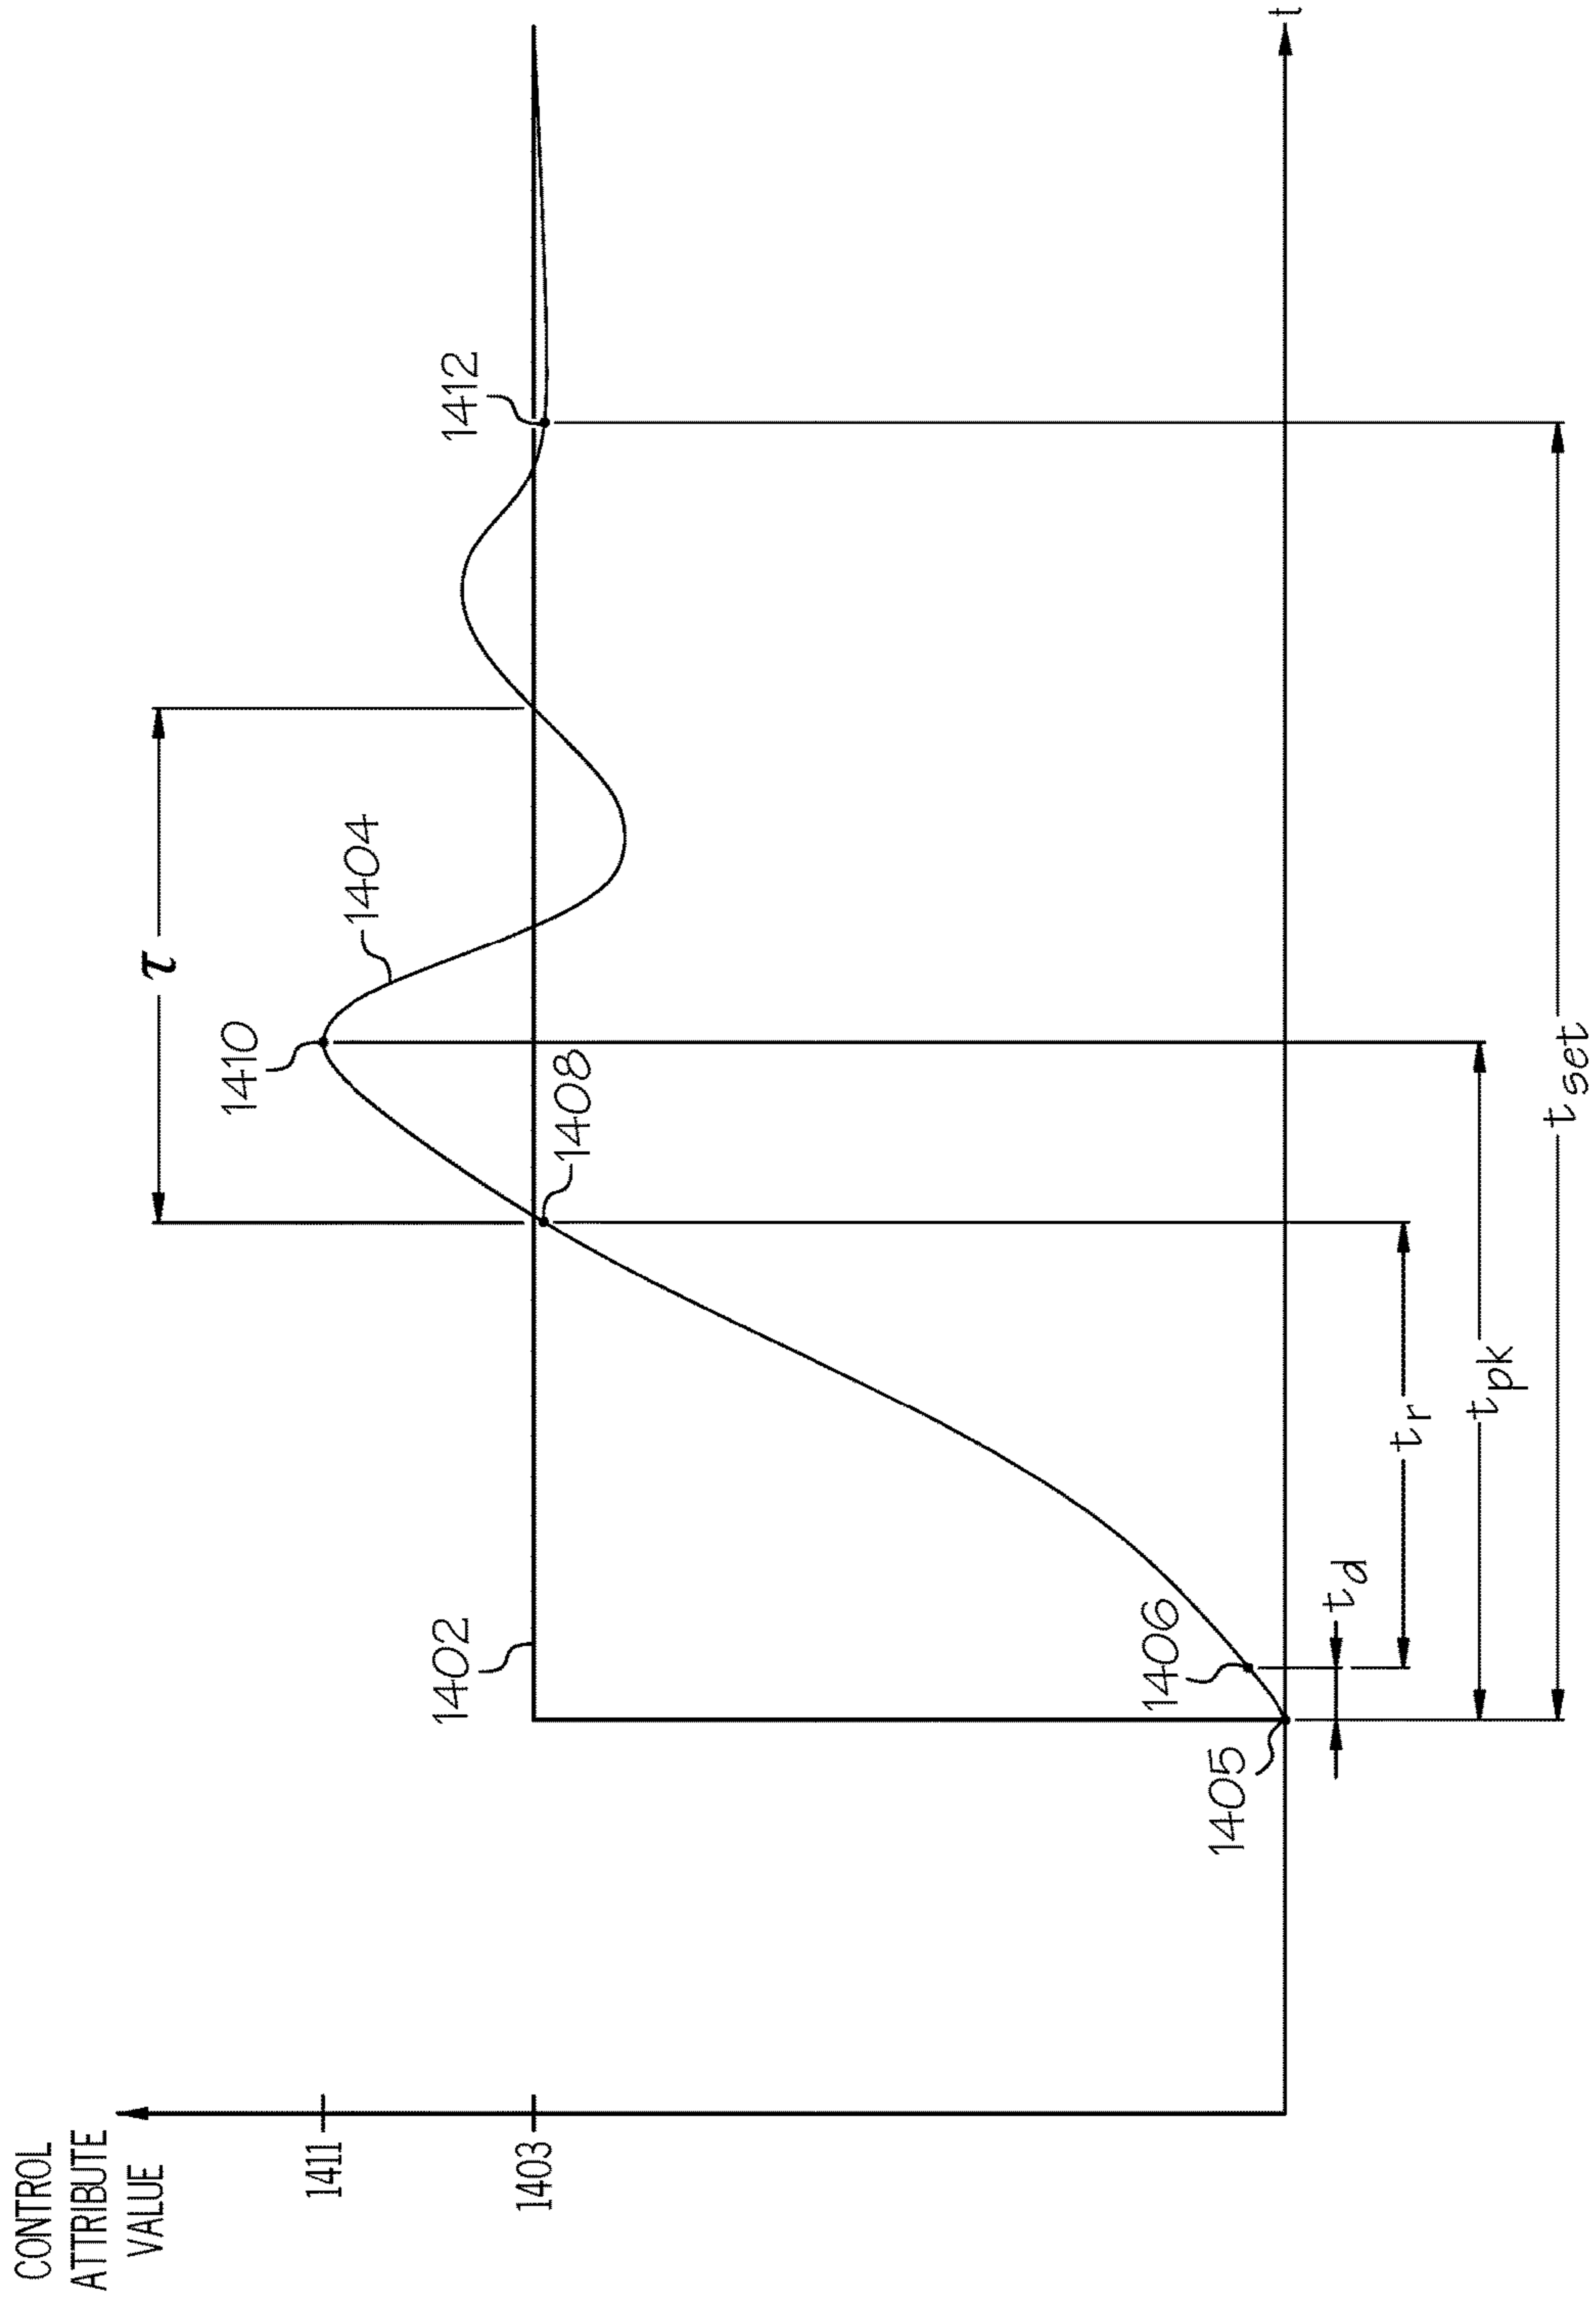 CONTROL
ATTRIBUTE
VALUE
1411
1403
τ
1410
1404
1412
1402
1408
1406
1405
t
t_d
t_r
t_pk
t_set